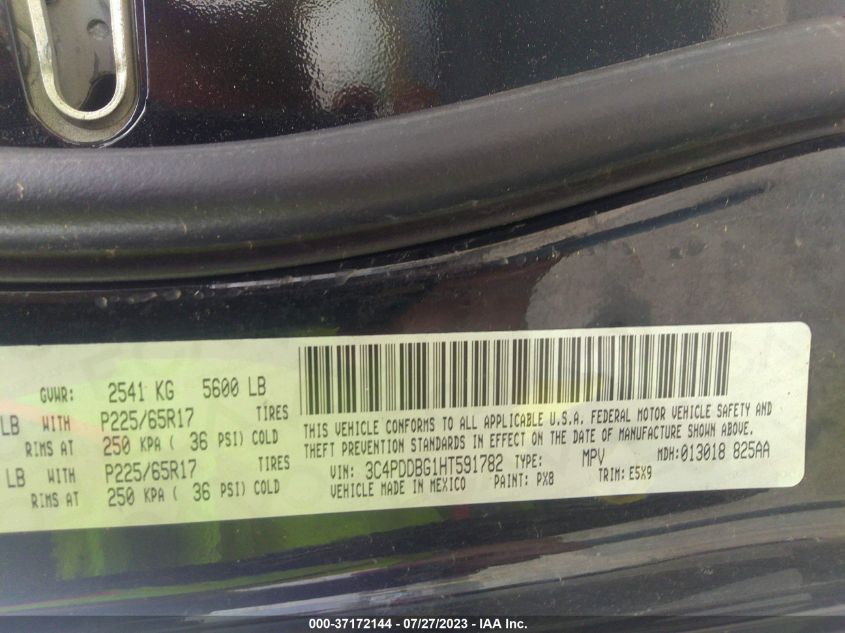 GVWR: 2541 KG 5600 LB
LB WITH P225/65R17 TIRES
RIMS AT 250 KPA ( 36 PSI) COLD
LB WITH P225/65R17 TIRES
RIMS AT 250 KPA ( 36 PSI) COLD
THIS VEHICLE CONFORMS TO ALL APPLICABLE U.S.A. FEDERAL MOTOR VEHICLE SAFETY AND
THEFT PREVENTION STANDARDS IN EFFECT ON THE DATE OF MANUFACTURE SHOWN ABOVE.
VIN: 3C4PDDBG1HT591782 TYPE: MPV MDH:013018 825AA
VEHICLE MADE IN MEXICO PAINT: PX8 TRIM: E5X9
000-37172144 - 07/27/2023 - IAA Inc.